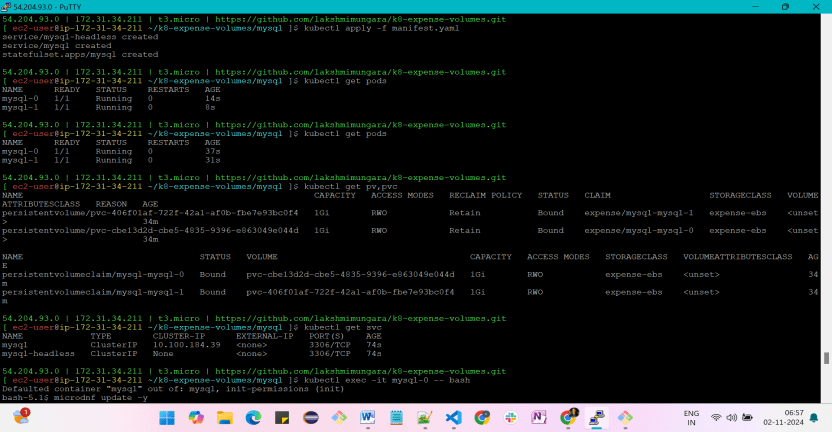 54.204.93.0 - PuTTY
54.204.93.0 | 172.31.34.211 | t3.micro | https://github.com/lakshmimungara/k8-expense-volumes.git
[ ec2-user@ip-172-31-34-211 ~/k8-expense-volumes/mysql ]$ kubectl apply -f manifest.yaml
service/mysql-headless created
service/mysql created
statefulset.apps/mysql created
54.204.93.0 | 172.31.34.211 | t3.micro | https://github.com/lakshmimungara/k8-expense-volumes.git
[ ec2-user@ip-172-31-34-211 ~/k8-expense-volumes/mysql ]$ kubectl get pods
NAME READY STATUS RESTARTS AGE
mysql-0 1/1 Running 0 14s
mysql-1 1/1 Running 0 8s
54.204.93.0 | 172.31.34.211 | t3.micro | https://github.com/lakshmimungara/k8-expense-volumes.git
[ ec2-user@ip-172-31-34-211 ~/k8-expense-volumes/mysql ]$ kubectl get pods
NAME READY STATUS RESTARTS AGE
mysql-0 1/1 Running 0 37s
mysql-1 1/1 Running 0 31s
54.204.93.0 | 172.31.34.211 | t3.micro | https://github.com/lakshmimungara/k8-expense-volumes.git
[ ec2-user@ip-172-31-34-211 ~/k8-expense-volumes/mysql ]$ kubectl get pv,pvc
NAME CAPACITY ACCESS MODES RECLAIM POLICY STATUS CLAIM STORAGECLASS VOLUME
ATTRIBUTESCLASS REASON AGE
persistentvolume/pvc-406f01af-722f-42a1-af0b-fbe7e93bc0f4 1Gi RWO Retain Bound expense/mysql-mysql-1 expense-ebs <unset
> 34m
persistentvolume/pvc-cbe13d2d-cbe5-4835-9396-e863049e044d 1Gi RWO Retain Bound expense/mysql-mysql-0 expense-ebs <unset
> 34m
NAME STATUS VOLUME CAPACITY ACCESS MODES STORAGECLASS VOLUMEATTRIBUTESCLASS AG
E
persistentvolumeclaim/mysql-mysql-0 Bound pvc-cbe13d2d-cbe5-4835-9396-e863049e044d 1Gi RWO expense-ebs <unset> 34
m
persistentvolumeclaim/mysql-mysql-1 Bound pvc-406f01af-722f-42a1-af0b-fbe7e93bc0f4 1Gi RWO expense-ebs <unset> 34
m
54.204.93.0 | 172.31.34.211 | t3.micro | https://github.com/lakshmimungara/k8-expense-volumes.git
[ ec2-user@ip-172-31-34-211 ~/k8-expense-volumes/mysql ]$ kubectl get svc
NAME TYPE CLUSTER-IP EXTERNAL-IP PORT(S) AGE
mysql ClusterIP 10.100.184.39 <none> 3306/TCP 74s
mysql-headless ClusterIP None <none> 3306/TCP 74s
54.204.93.0 | 172.31.34.211 | t3.micro | https://github.com/lakshmimungara/k8-expense-volumes.git
[ ec2-user@ip-172-31-34-211 ~/k8-expense-volumes/mysql ]$ kubectl exec -it mysql-0 -- bash
Defaulted container "mysql" out of: mysql, init-permissions (init)
bash-5.1$ microdnf update -y
1
ENG 06:57
IN 02-11-2024